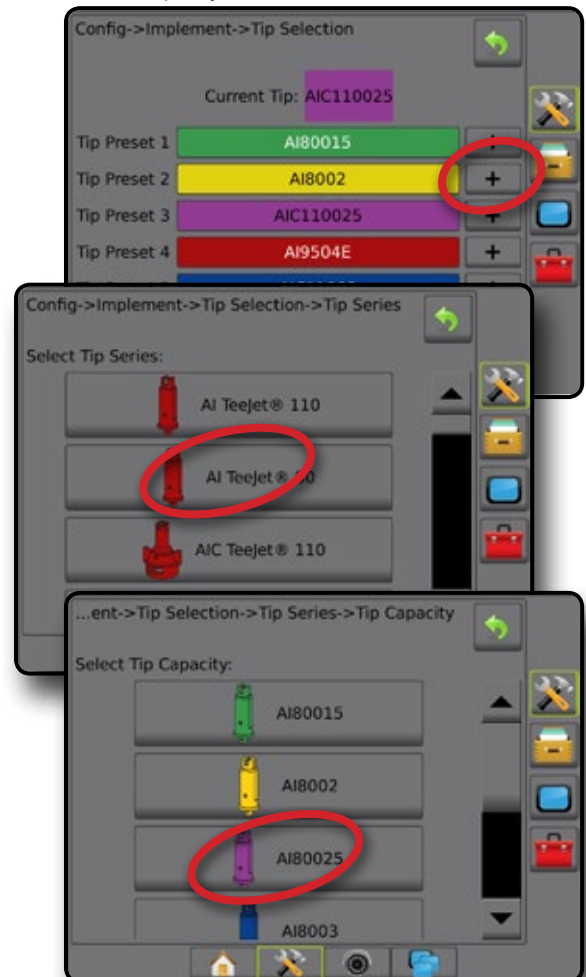 Config->Implement->Tip Selection
Current Tip: AIC110025
Tip Preset 1 AI80015 +
Tip Preset 2 AI8002 +
Tip Preset 3 AIC110025 +
Tip Preset 4 AI9504E +
Config->Implement->Tip Selection->Tip Series
Select Tip Series:
AI TeeJet® 110
AI TeeJet® 80
AIC TeeJet® 110
...ent->Tip Selection->Tip Series->Tip Capacity
Select Tip Capacity:
AI80015
AI8002
AI80025
AI8003